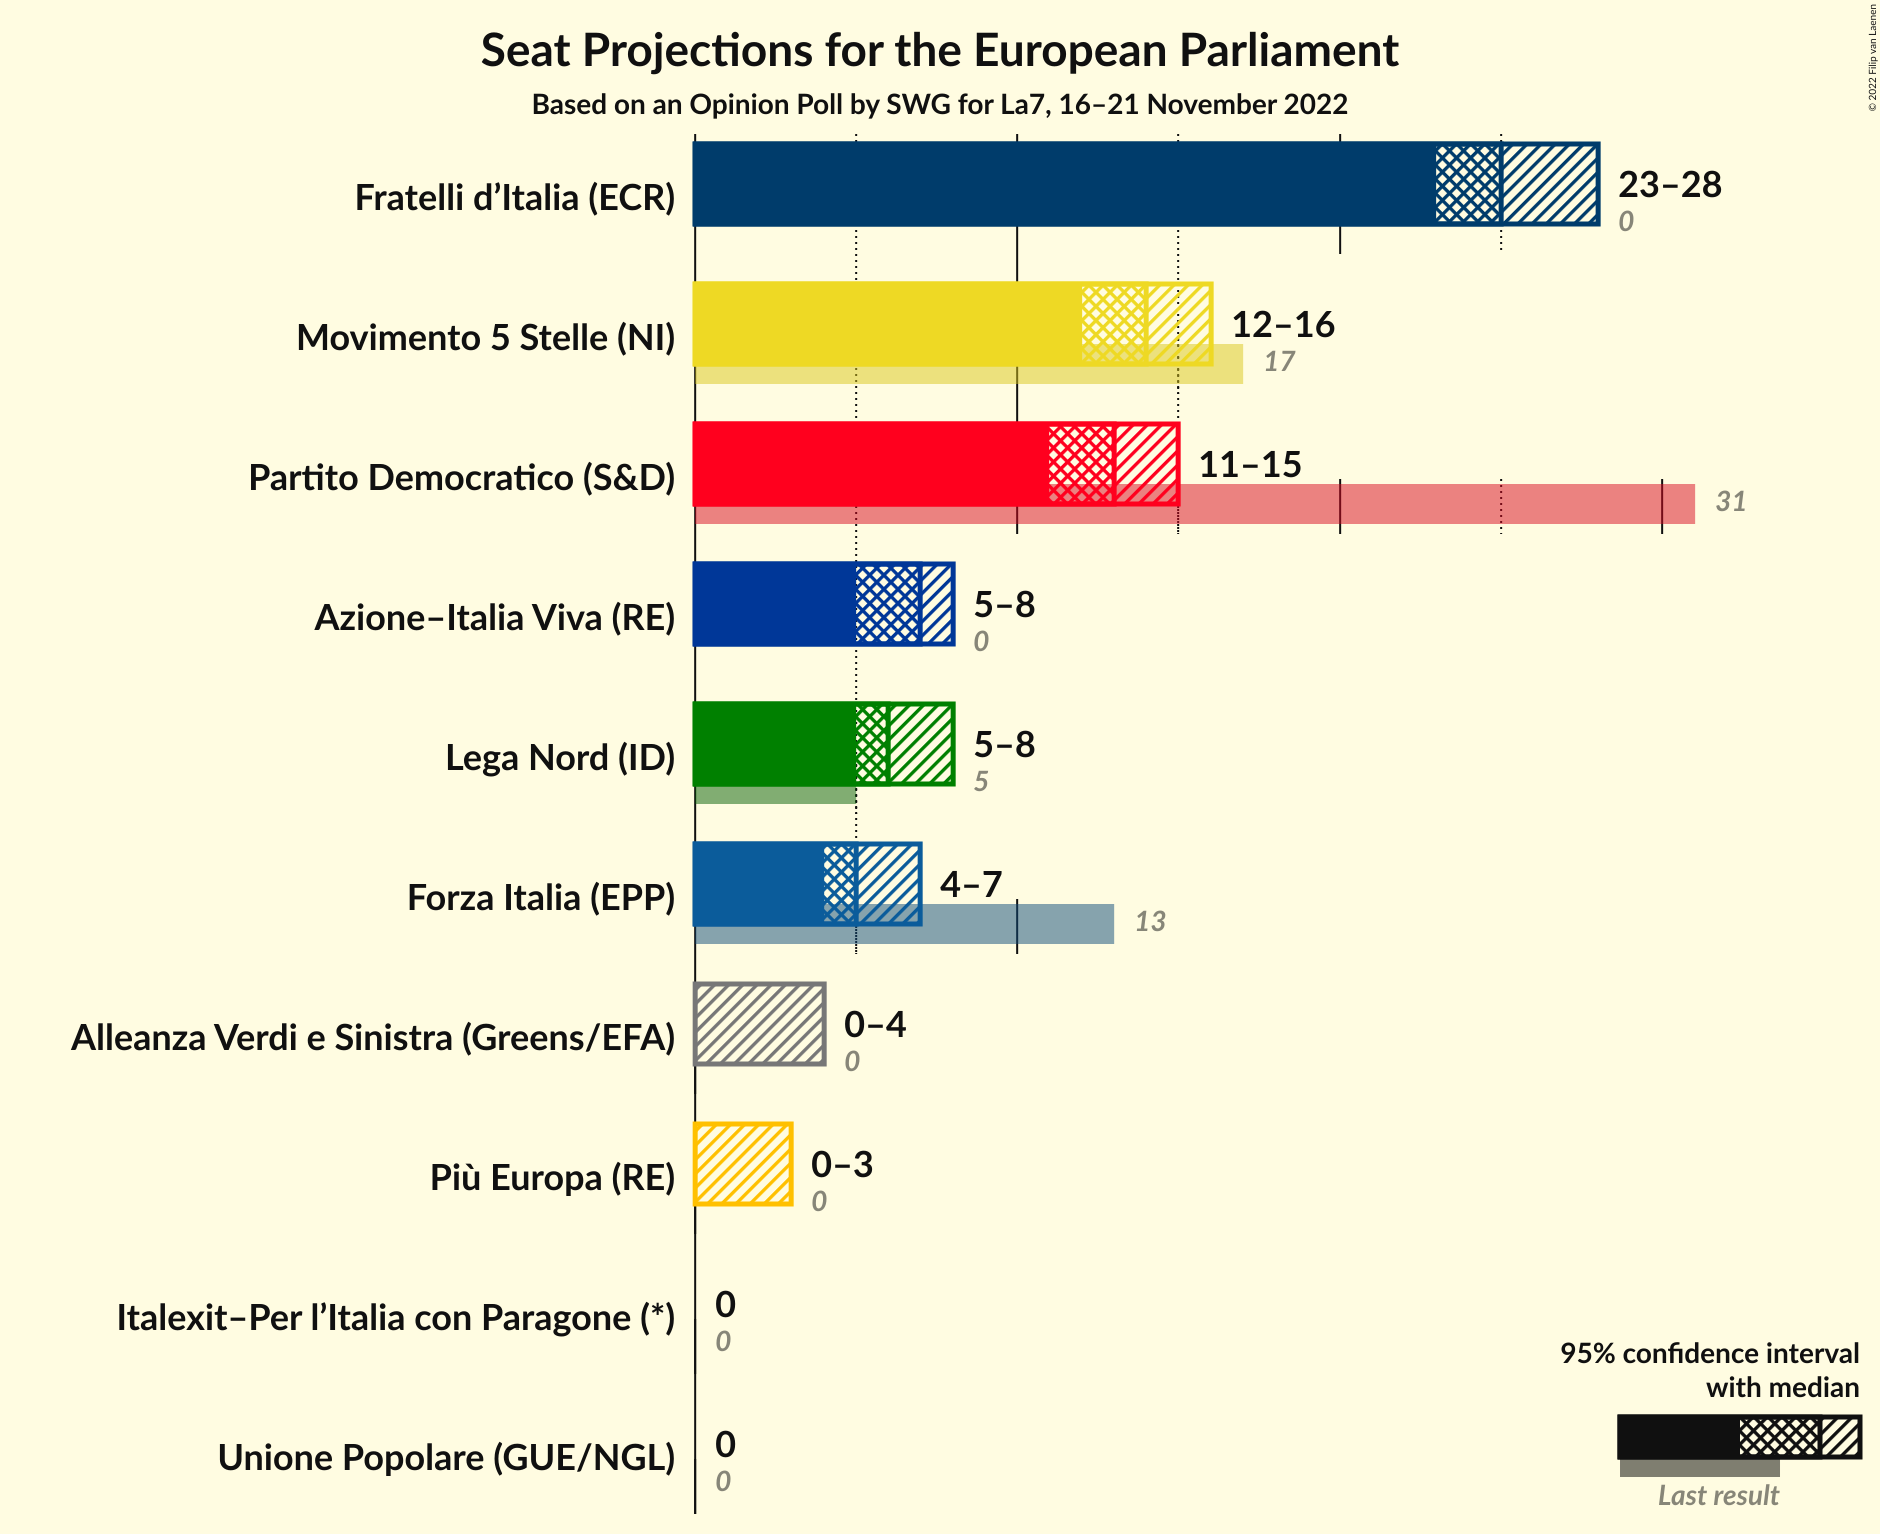 Seat Projections for the European Parliament
Based on an Opinion Poll by SWG for La7, 16–21 November 2022
© 2022 Filip van Laenen
Fratelli d’Italia (ECR)
23–28
0
Movimento 5 Stelle (NI)
12–16
17
Partito Democratico (S&D)
11–15
31
Azione–Italia Viva (RE)
5–8
0
Lega Nord (ID)
5–8
5
Forza Italia (EPP)
4–7
13
Alleanza Verdi e Sinistra (Greens/EFA)
0–4
0
Più Europa (RE)
0–3
0
Italexit–Per l’Italia con Paragone (*)
0
0
Unione Popolare (GUE/NGL)
0
0
95% confidence interval
with median
Last result